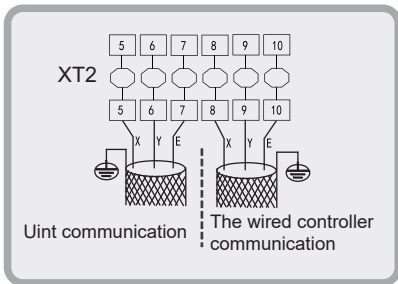 5 6 7 8 9 10
XT2
5 6 7 8 9 10
X Y E X Y E
Uint communication
The wired controller
communication